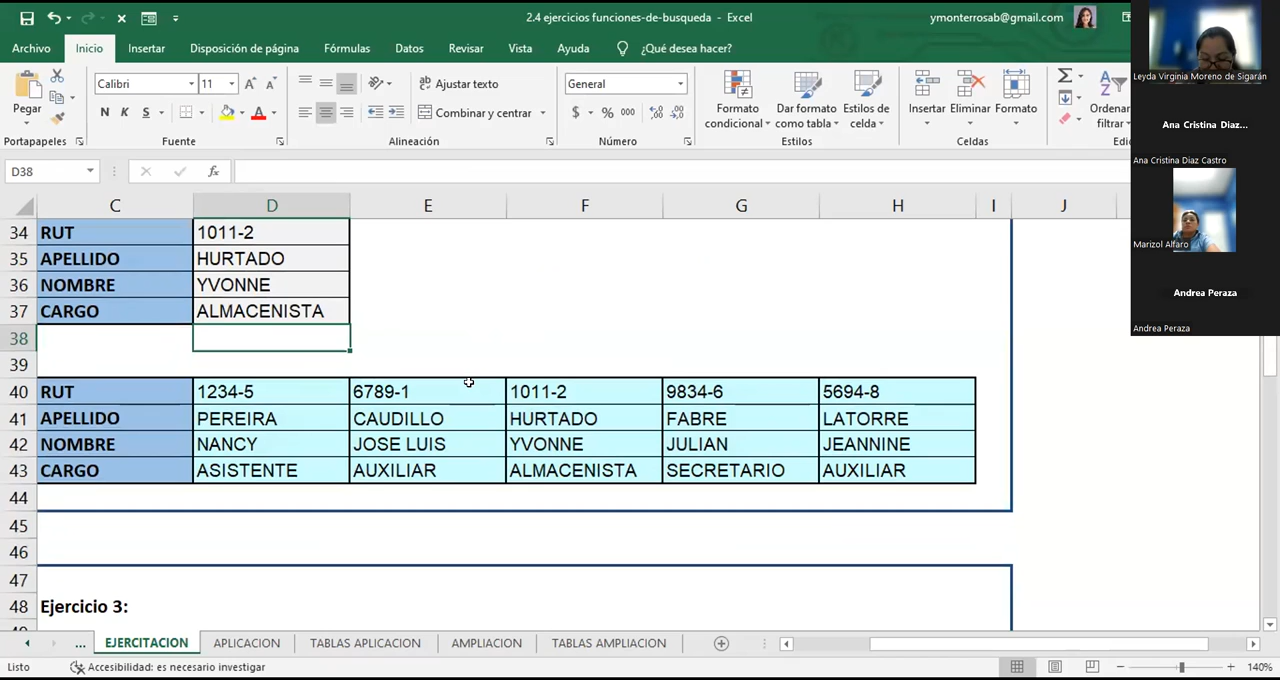 2.4 ejercicios funciones-de-busqueda - Excel
ymonterrosab@gmail.com
Archivo Inicio Insertar Disposición de página Fórmulas Datos Revisar Vista Ayuda ¿Qué desea hacer?
Pegar
Calibri 11
N K S
Ajustar texto
Combinar y centrar
General
$ % 000
Formato condicional
Dar formato como tabla
Estilos de celda
Insertar Eliminar Formato
Ordenar filtrar
Portapapeles Fuente Alineación Número Estilos Celdas
D38 fx
C D E F G H I J
34 RUT 1011-2
35 APELLIDO HURTADO
36 NOMBRE YVONNE
37 CARGO ALMACENISTA
38
39
40 RUT 1234-5 6789-1 1011-2 9834-6 5694-8
41 APELLIDO PEREIRA CAUDILLO HURTADO FABRE LATORRE
42 NOMBRE NANCY JOSE LUIS YVONNE JULIAN JEANNINE
43 CARGO ASISTENTE AUXILIAR ALMACENISTA SECRETARIO AUXILIAR
44
45
46
47
48 Ejercicio 3:
... EJERCITACION APLICACION TABLAS APLICACION AMPLIACION TABLAS AMPLIACION
Listo Accesibilidad: es necesario investigar 140%
Leyda Virginia Moreno de Sigarán
Ana Cristina Diaz...
Ana Cristina Diaz Castro
Marizol Alfaro
Andrea Peraza
Andrea Peraza